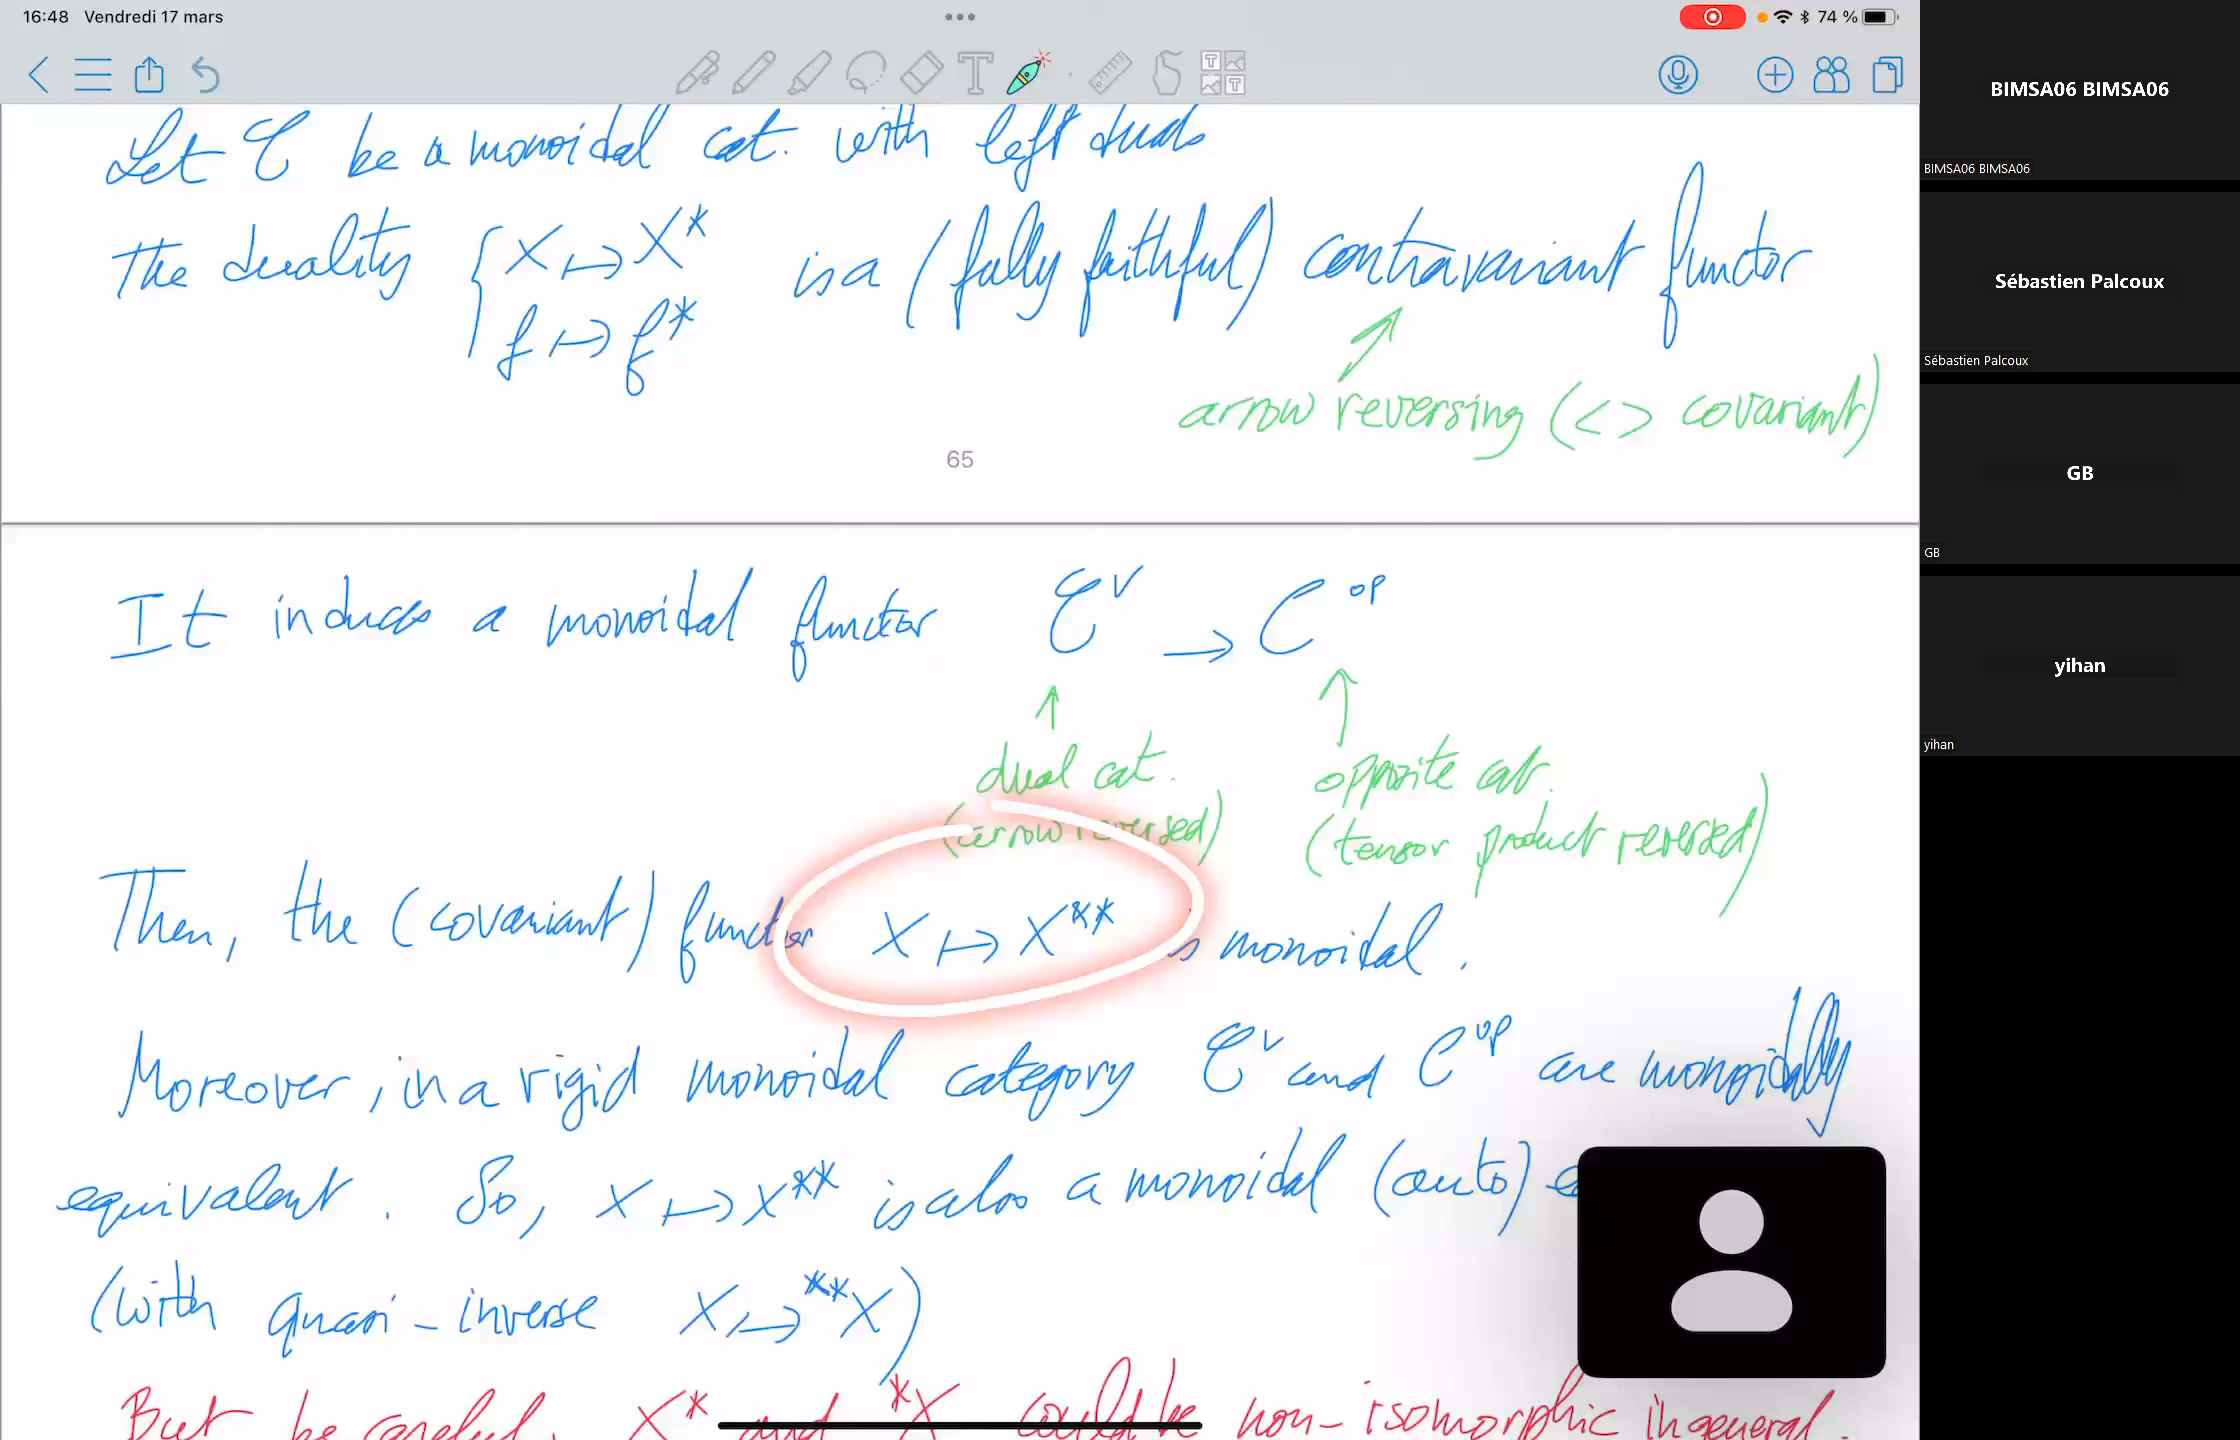 16:48 Vendredi 17 mars
74 %
Let C be a monoidal cat. with left duals
The duality { X ↦ X* is a (fully faithful) contravariant functor
f ↦ f*
arrow reversing (<> covariant)
65
It induces a monoidal functor C^∨ → C^op
dual cat. opposite cat.
(arrow reversed) (tensor product reversed)
Then, the (covariant) functor X ↦ X** is monoidal.
Moreover, in a rigid monoidal category C^∨ and C^op are monoidally
equivalent. So, X ↦ X** is also a monoidal (auto)
(with quasi-inverse X ↦ **X)
But be careful, X* and *X could be non-isomorphic in general.
BIMSA06 BIMSA06
BIMSA06 BIMSA06
Sébastien Palcoux
Sébastien Palcoux
GB
GB
yihan
yihan